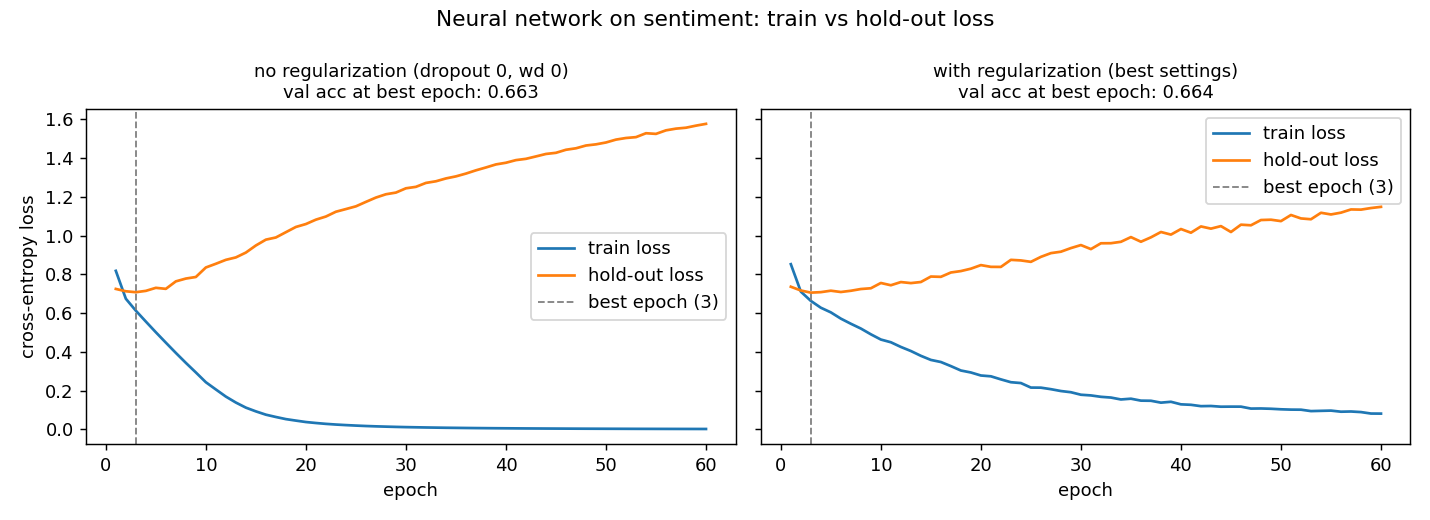 Neural network on sentiment: train vs hold-out loss
no regularization (dropout 0, wd 0)
val acc at best epoch: 0.663
1.6
1.4
1.2
1.0
0.8
0.6
0.4
0.2
0.0
cross-entropy loss
train loss
hold-out loss
best epoch (3)
0 10 20 30 40 50 60
epoch
with regularization (best settings)
val acc at best epoch: 0.664
train loss
hold-out loss
best epoch (3)
0 10 20 30 40 50 60
epoch